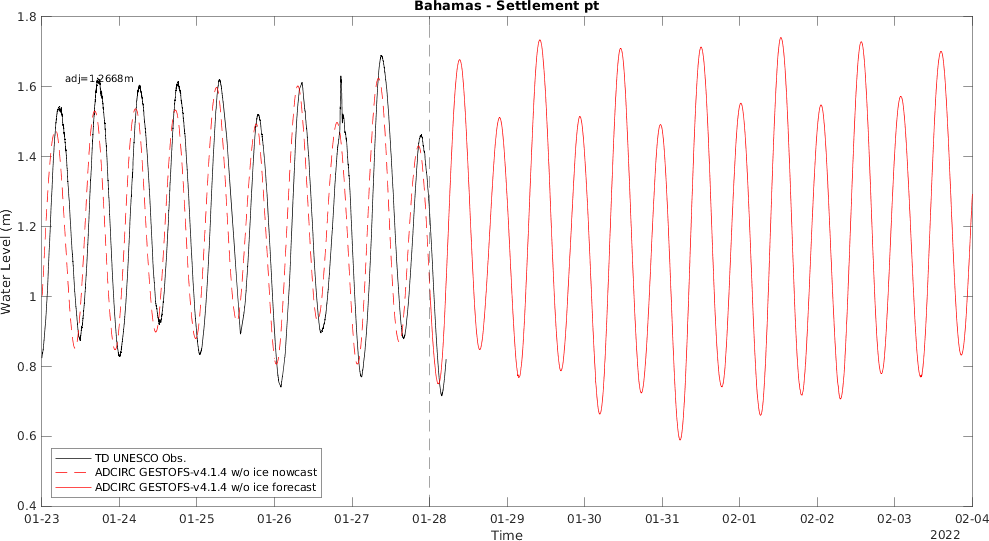 Bahamas - Settlement pt
1.8
1.6
1.4
1.2
1
0.8
0.6
0.4
Water Level (m)
adj=1.2668m
TD UNESCO Obs.
ADCIRC GESTOFS-v4.1.4 w/o ice nowcast
ADCIRC GESTOFS-v4.1.4 w/o ice forecast
01-23 01-24 01-25 01-26 01-27 01-28 01-29 01-30 01-31 02-01 02-02 02-03 02-04
Time
2022